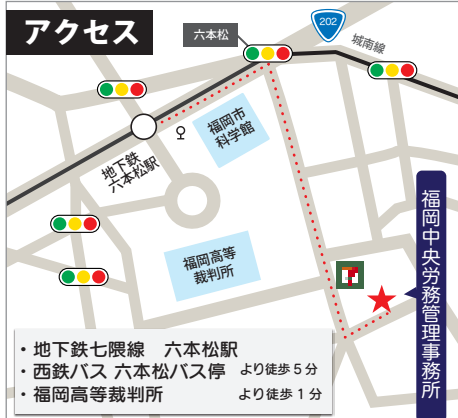 アクセス
六本松
202
城南線
福岡市
科学館
地下鉄
六本松駅
福岡高等
裁判所
福岡中央労務管理事務所
・地下鉄七隈線 六本松駅
・西鉄バス 六本松バス停 より徒歩5分
・福岡高等裁判所 より徒歩1分